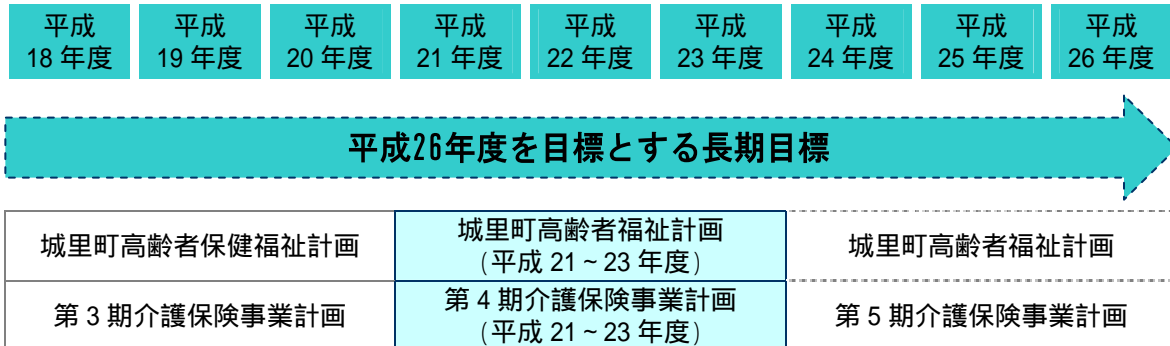 平成
18 年度
平成
19 年度
平成
20 年度
平成
21 年度
平成
22 年度
平成
23 年度
平成
24 年度
平成
25 年度
平成
26 年度
平成26年度を目標とする長期目標
城里町高齢者保健福祉計画
城里町高齢者福祉計画
(平成 21~23 年度)
城里町高齢者福祉計画
第3期介護保険事業計画
第4期介護保険事業計画
(平成 21~23 年度)
第5期介護保険事業計画